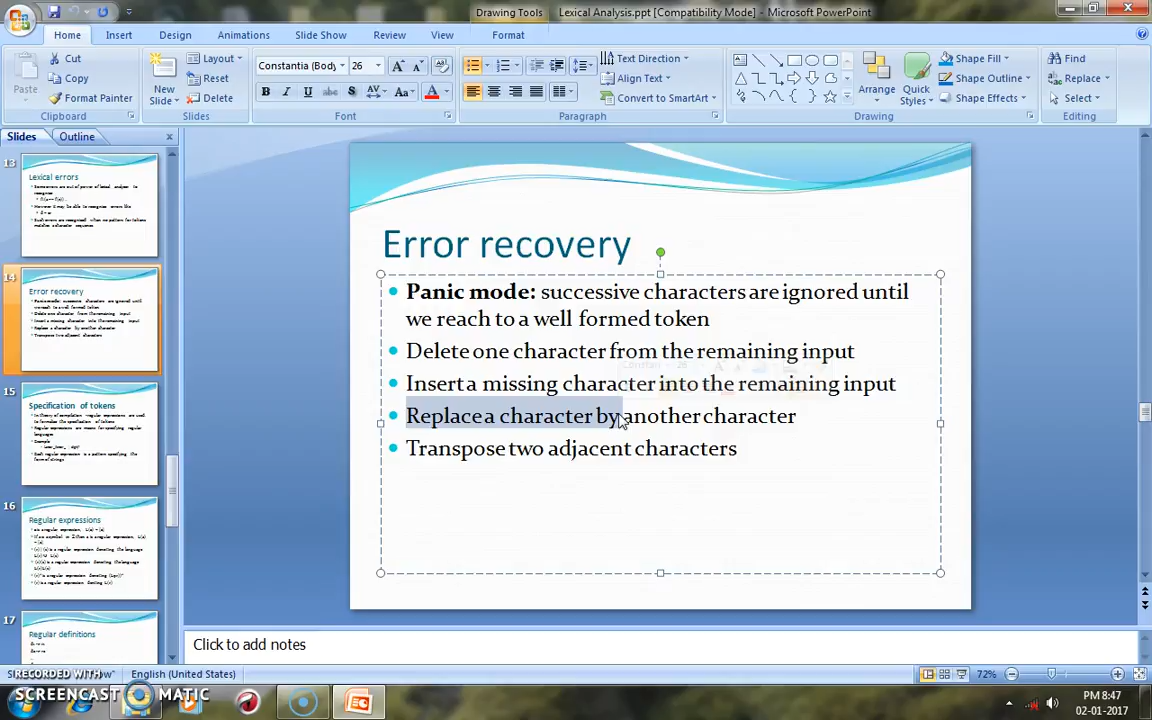 Drawing Tools
Lexical Analysis.ppt [Compatibility Mode] - Microsoft PowerPoint
Home Insert Design Animations Slide Show Review View Format
Paste
Cut
Copy
Format Painter
Clipboard
New Slide
Layout
Reset
Delete
Slides
Constantia (Body 26
B I U abe S AV Aa A
Font
Text Direction
Align Text
Convert to SmartArt
Paragraph
Arrange
Quick Styles
Shape Fill
Shape Outline
Shape Effects
Drawing
Find
Replace
Select
Editing
Slides Outline
13
Lexical errors
14
Error recovery
15
Specification of tokens
16
Regular expressions
17
Regular definitions
Error recovery
Panic mode: successive characters are ignored until
we reach to a well formed token
Delete one character from the remaining input
Insert a missing character into the remaining input
Replace a character by another character
Transpose two adjacent characters
Click to add notes
English (United States)
72%
RECORDED WITH
SCREENCAST MATIC
PM 8:47
02-01-2017